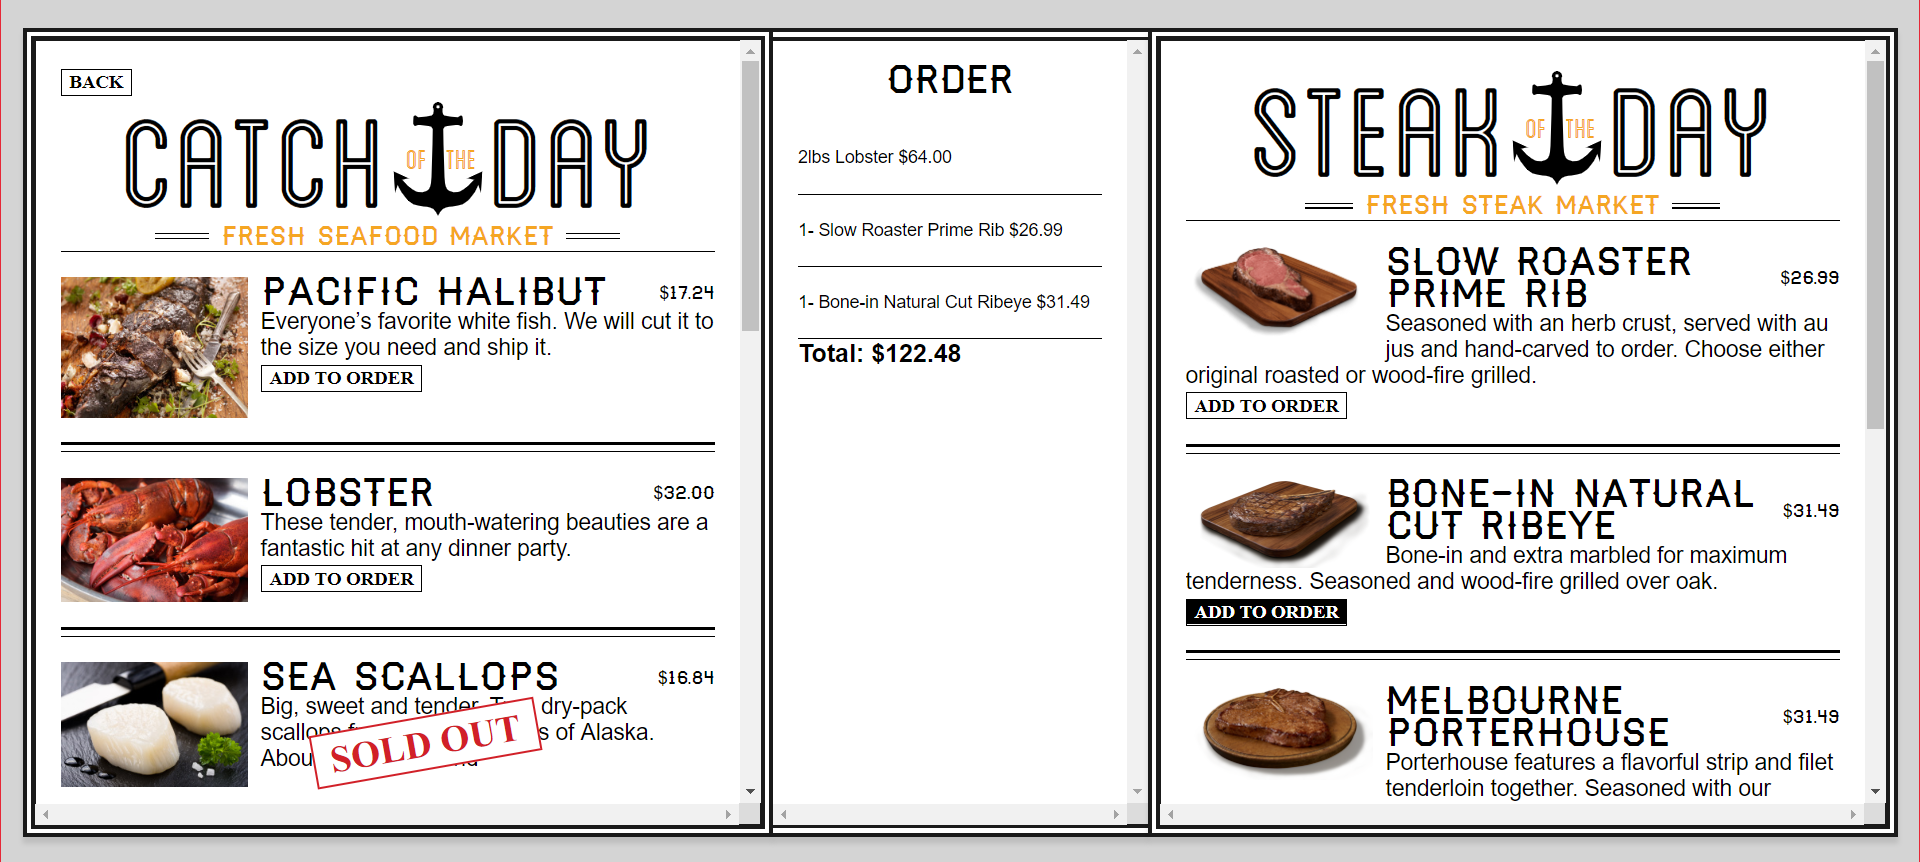 BACK
CATCH OF THE DAY
FRESH SEAFOOD MARKET
PACIFIC HALIBUT
$17.24
Everyone’s favorite white fish. We will cut it to
the size you need and ship it.
ADD TO ORDER
LOBSTER
$32.00
These tender, mouth-watering beauties are a
fantastic hit at any dinner party.
ADD TO ORDER
SEA SCALLOPS
$16.84
Big, sweet and tender. dry-pack
scallops of Alaska.
SOLD OUT
ORDER
2lbs Lobster $64.00
1- Slow Roaster Prime Rib $26.99
1- Bone-in Natural Cut Ribeye $31.49
Total: $122.48
STEAK OF THE DAY
FRESH STEAK MARKET
SLOW ROASTER
PRIME RIB
$26.99
Seasoned with an herb crust, served with au
jus and hand-carved to order. Choose either
original roasted or wood-fire grilled.
ADD TO ORDER
BONE-IN NATURAL
CUT RIBEYE
$31.49
Bone-in and extra marbled for maximum
tenderness. Seasoned and wood-fire grilled over oak.
ADD TO ORDER
MELBOURNE
PORTERHOUSE
$31.49
Porterhouse features a flavorful strip and filet
tenderloin together. Seasoned with our